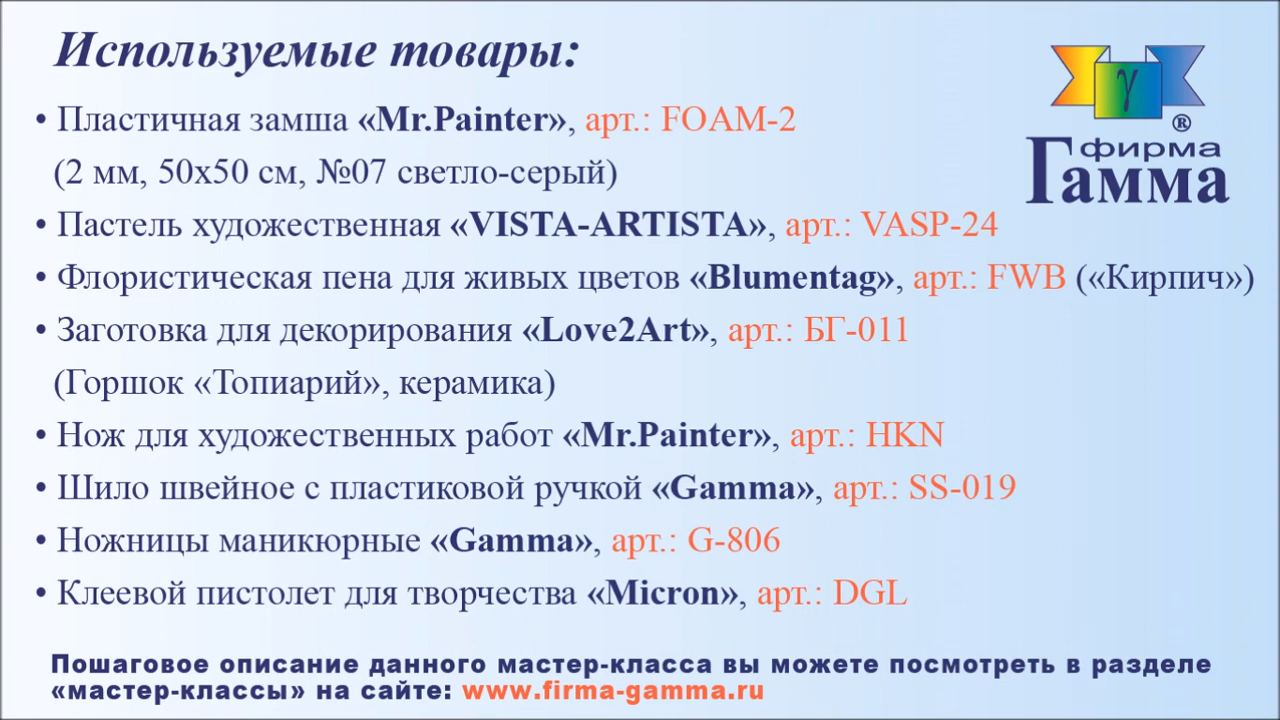 Используемые товары:
• Пластичная замша «Mr.Painter», арт.: FOAM-2
(2 мм, 50х50 см, №07 светло-серый)
• Пастель художественная «VISTA-ARTISTA», арт.: VASP-24
• Флористическая пена для живых цветов «Blumentag», арт.: FWB («Кирпич»)
• Заготовка для декорирования «Love2Art», арт.: БГ-011
(Горшок «Топиарий», керамика)
• Нож для художественных работ «Mr.Painter», арт.: HKN
• Шило швейное с пластиковой ручкой «Gamma», арт.: SS-019
• Ножницы маникюрные «Gamma», арт.: G-806
• Клеевой пистолет для творчества «Micron», арт.: DGL
γ
®
фирма
Гамма
Пошаговое описание данного мастер-класса вы можете посмотреть в разделе
«мастер-классы» на сайте: www.firma-gamma.ru